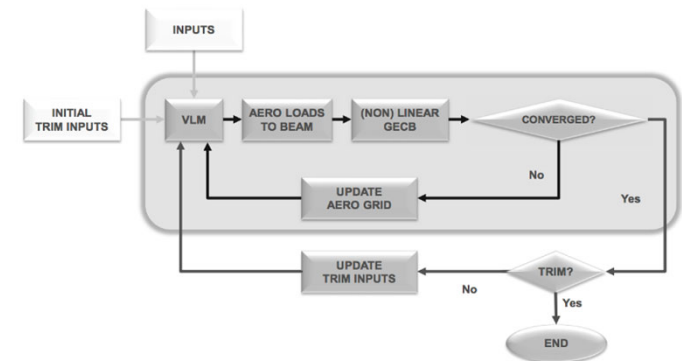 INPUTS
INITIAL
TRIM INPUTS
VLM
AERO LOADS
TO BEAM
(NON) LINEAR
GECB
CONVERGED?
No
Yes
UPDATE
AERO GRID
UPDATE
TRIM INPUTS
TRIM?
No
Yes
END